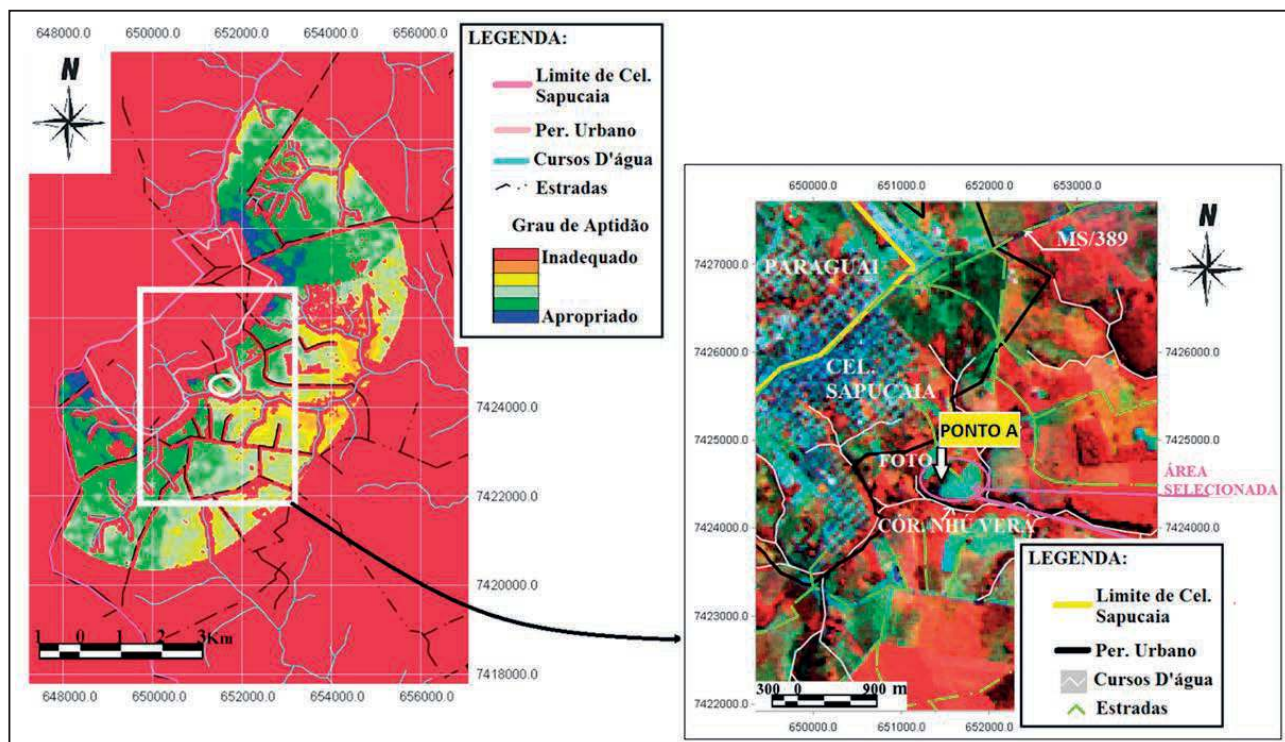 648000.0 650000.0 652000.0 654000.0 656000.0
N
LEGENDA:
Limite de Cel.
Sapucaia
Per. Urbano
Cursos D'água
Estradas
Grau de Aptidão
Inadequado
Apropriado
7424000.0
7422000.0
7420000.0
7418000.0
1 0 1 2 3Km
648000.0 650000.0 652000.0 654000.0 656000.0
650000.0 651000.0 652000.0 653000.0
N
MS/389
7427000.0
PARAGUAI
7426000.0
7426000.0
CEL.
SAPUCAIA
PONTO A
7425000.0
7425000.0
FOTO
ÁREA
SELECIONADA
7424000.0
7424000.0
CÓR. NHU VERA
7423000.0
7422000.0
300 0 900 m
650000.0 651000.0 652000.0
LEGENDA:
Limite de Cel.
Sapucaia
Per. Urbano
Cursos D'água
Estradas